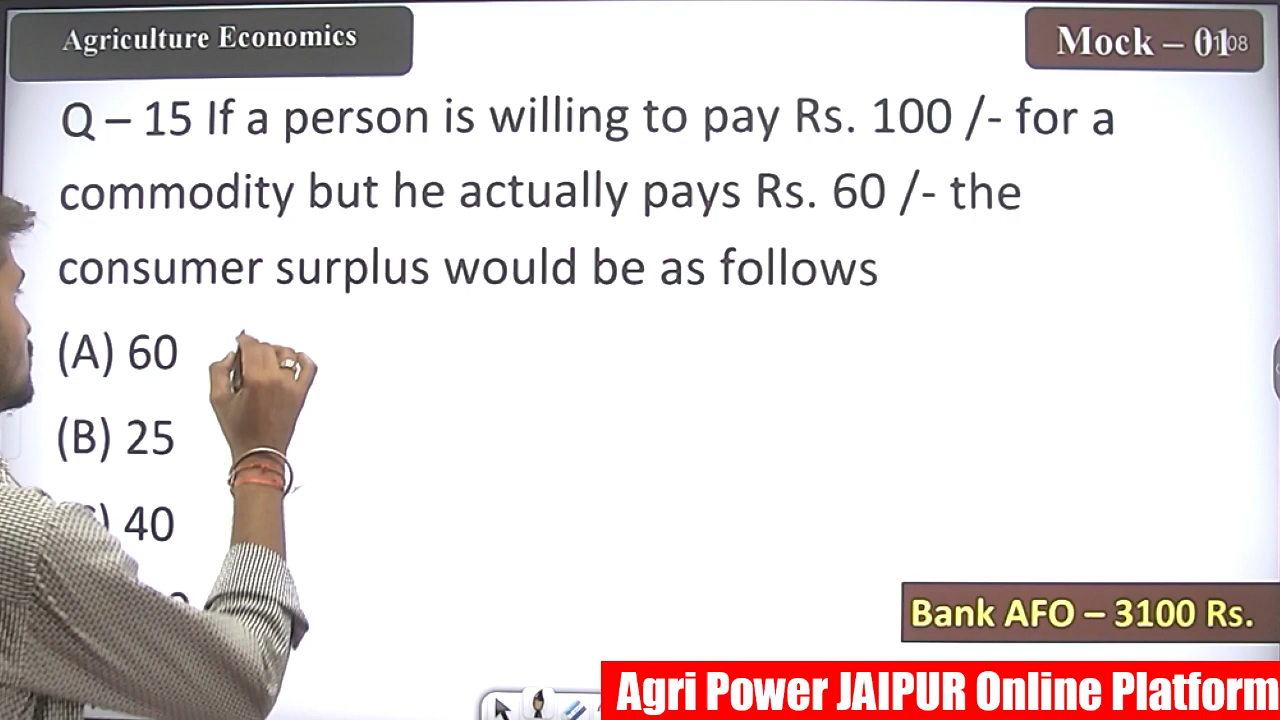 Agriculture Economics
Mock – 01
Q – 15 If a person is willing to pay Rs. 100 /- for a
commodity but he actually pays Rs. 60 /- the
consumer surplus would be as follows
(A) 60
(B) 25
) 40
Bank AFO – 3100 Rs.
Agri Power JAIPUR Online Platform